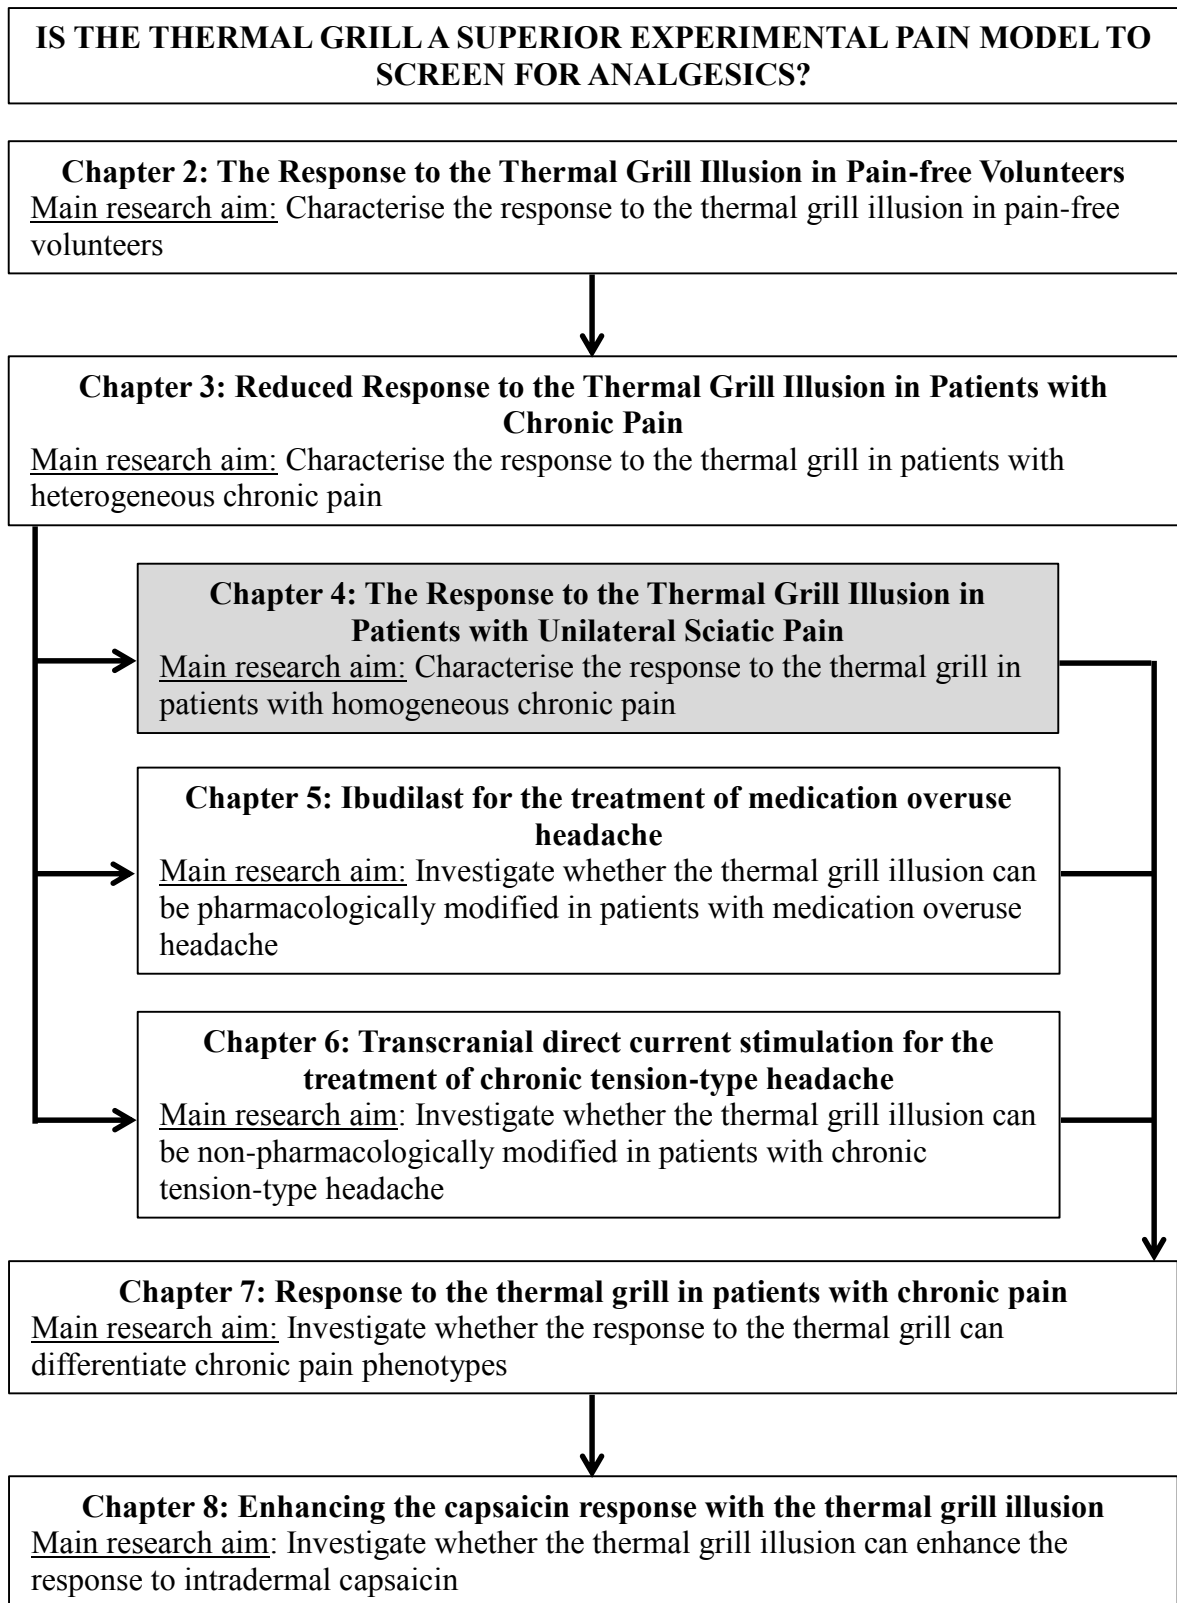 IS THE THERMAL GRILL A SUPERIOR EXPERIMENTAL PAIN MODEL TO
SCREEN FOR ANALGESICS?
Chapter 2: The Response to the Thermal Grill Illusion in Pain-free Volunteers
Main research aim: Characterise the response to the thermal grill illusion in pain-free
volunteers
Chapter 3: Reduced Response to the Thermal Grill Illusion in Patients with
Chronic Pain
Main research aim: Characterise the response to the thermal grill in patients with
heterogeneous chronic pain
Chapter 4: The Response to the Thermal Grill Illusion in
Patients with Unilateral Sciatic Pain
Main research aim: Characterise the response to the thermal grill in
patients with homogeneous chronic pain
Chapter 5: Ibudilast for the treatment of medication overuse
headache
Main research aim: Investigate whether the thermal grill illusion can
be pharmacologically modified in patients with medication overuse
headache
Chapter 6: Transcranial direct current stimulation for the
treatment of chronic tension-type headache
Main research aim: Investigate whether the thermal grill illusion can
be non-pharmacologically modified in patients with chronic
tension-type headache
Chapter 7: Response to the thermal grill in patients with chronic pain
Main research aim: Investigate whether the response to the thermal grill can
differentiate chronic pain phenotypes
Chapter 8: Enhancing the capsaicin response with the thermal grill illusion
Main research aim: Investigate whether the thermal grill illusion can enhance the
response to intradermal capsaicin